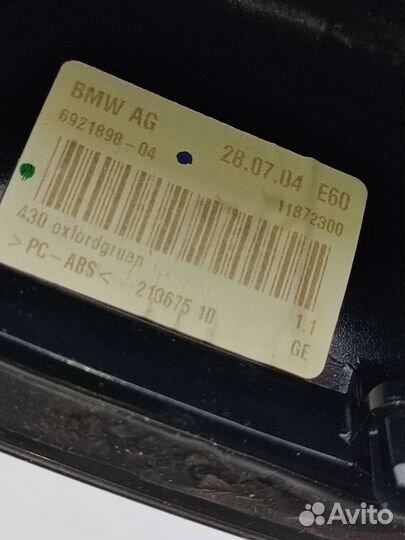 BMW AG
6921898-04
28.07.04 E60
11872300
430 oxfordgruen
>PC-ABS< 213675 10
1.1
GE
Avito